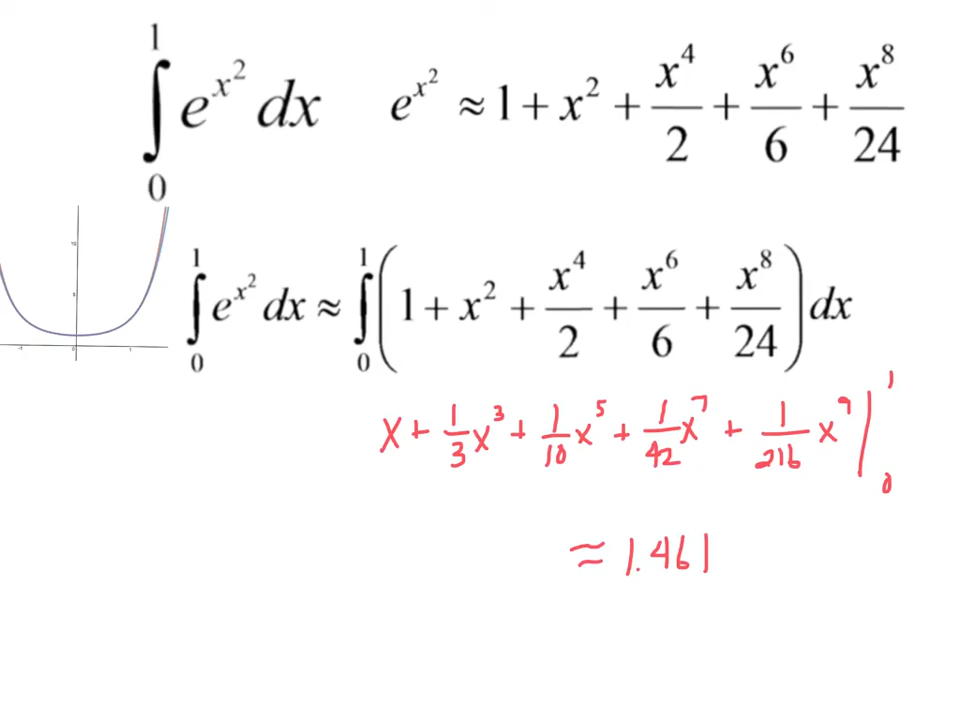 ∫₀¹ e^{x²} dx   e^{x²} ≈ 1 + x² + x⁴/2 + x⁶/6 + x⁸/24
∫₀¹ e^{x²} dx ≈ ∫₀¹ (1 + x² + x⁴/2 + x⁶/6 + x⁸/24) dx
x + 1/3 x³ + 1/10 x⁵ + 1/42 x⁷ + 1/216 x⁹ |₀¹
≈ 1.461